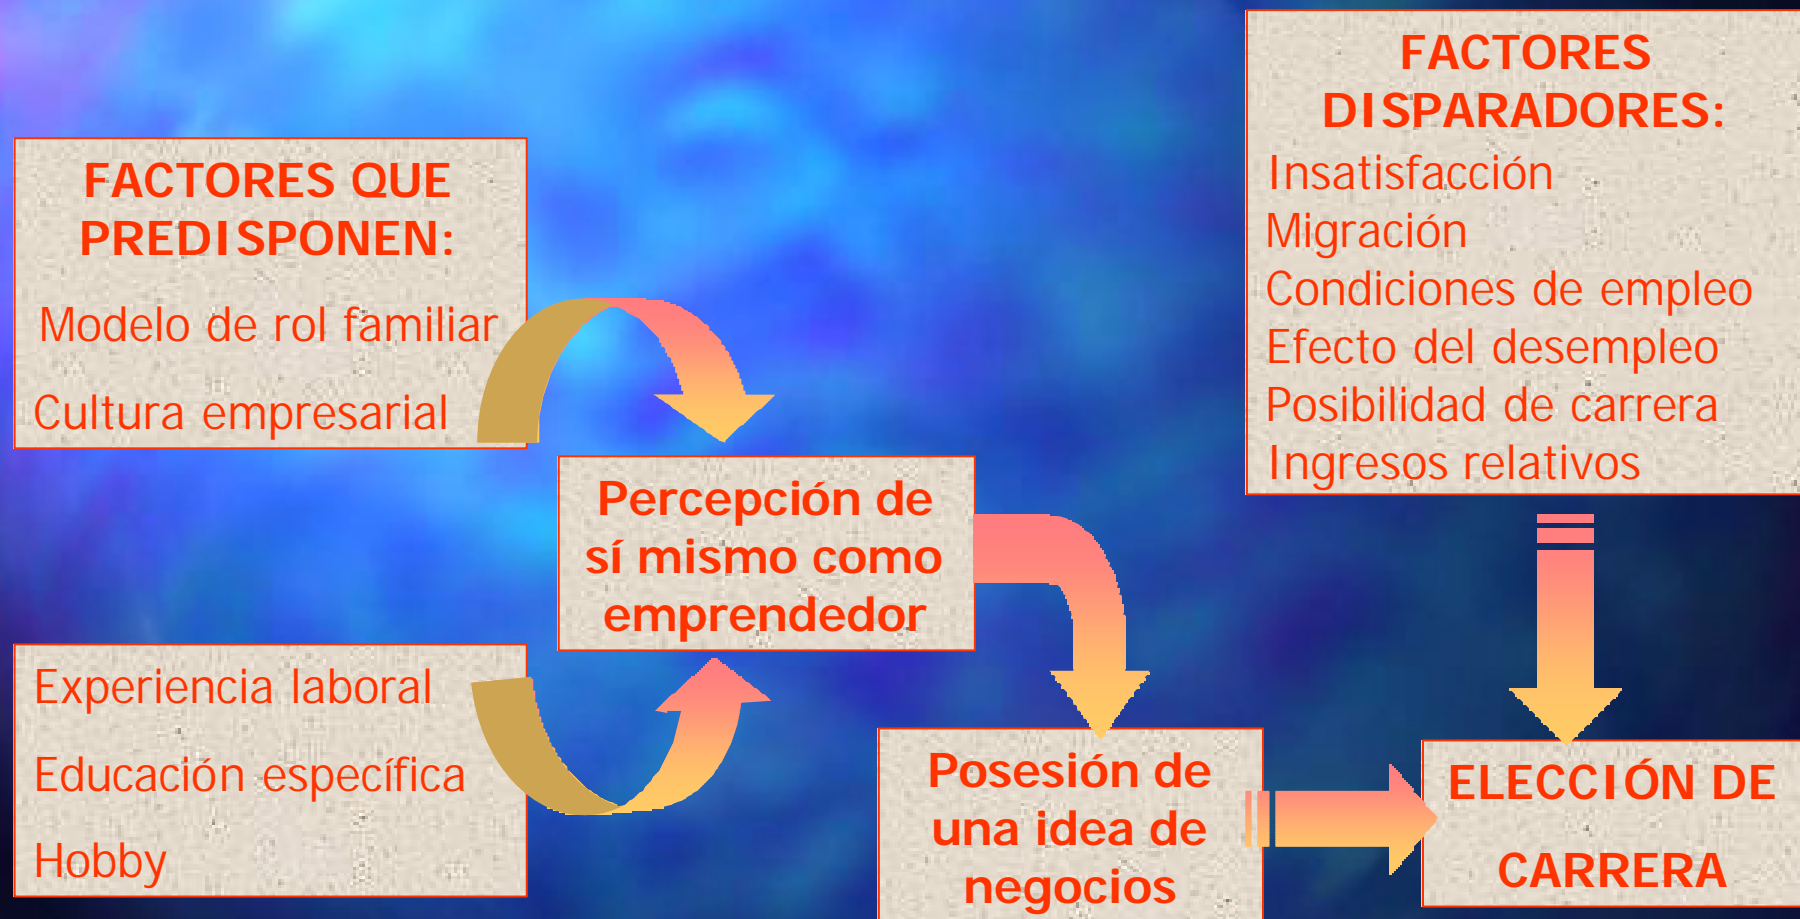 FACTORES QUE
PREDISPONEN:
Modelo de rol familiar
Cultura empresarial
Experiencia laboral
Educación específica
Hobby
Percepción de
sí mismo como
emprendedor
Posesión de
una idea de
negocios
FACTORES
DISPARADORES:
Insatisfacción
Migración
Condiciones de empleo
Efecto del desempleo
Posibilidad de carrera
Ingresos relativos
ELECCIÓN DE
CARRERA